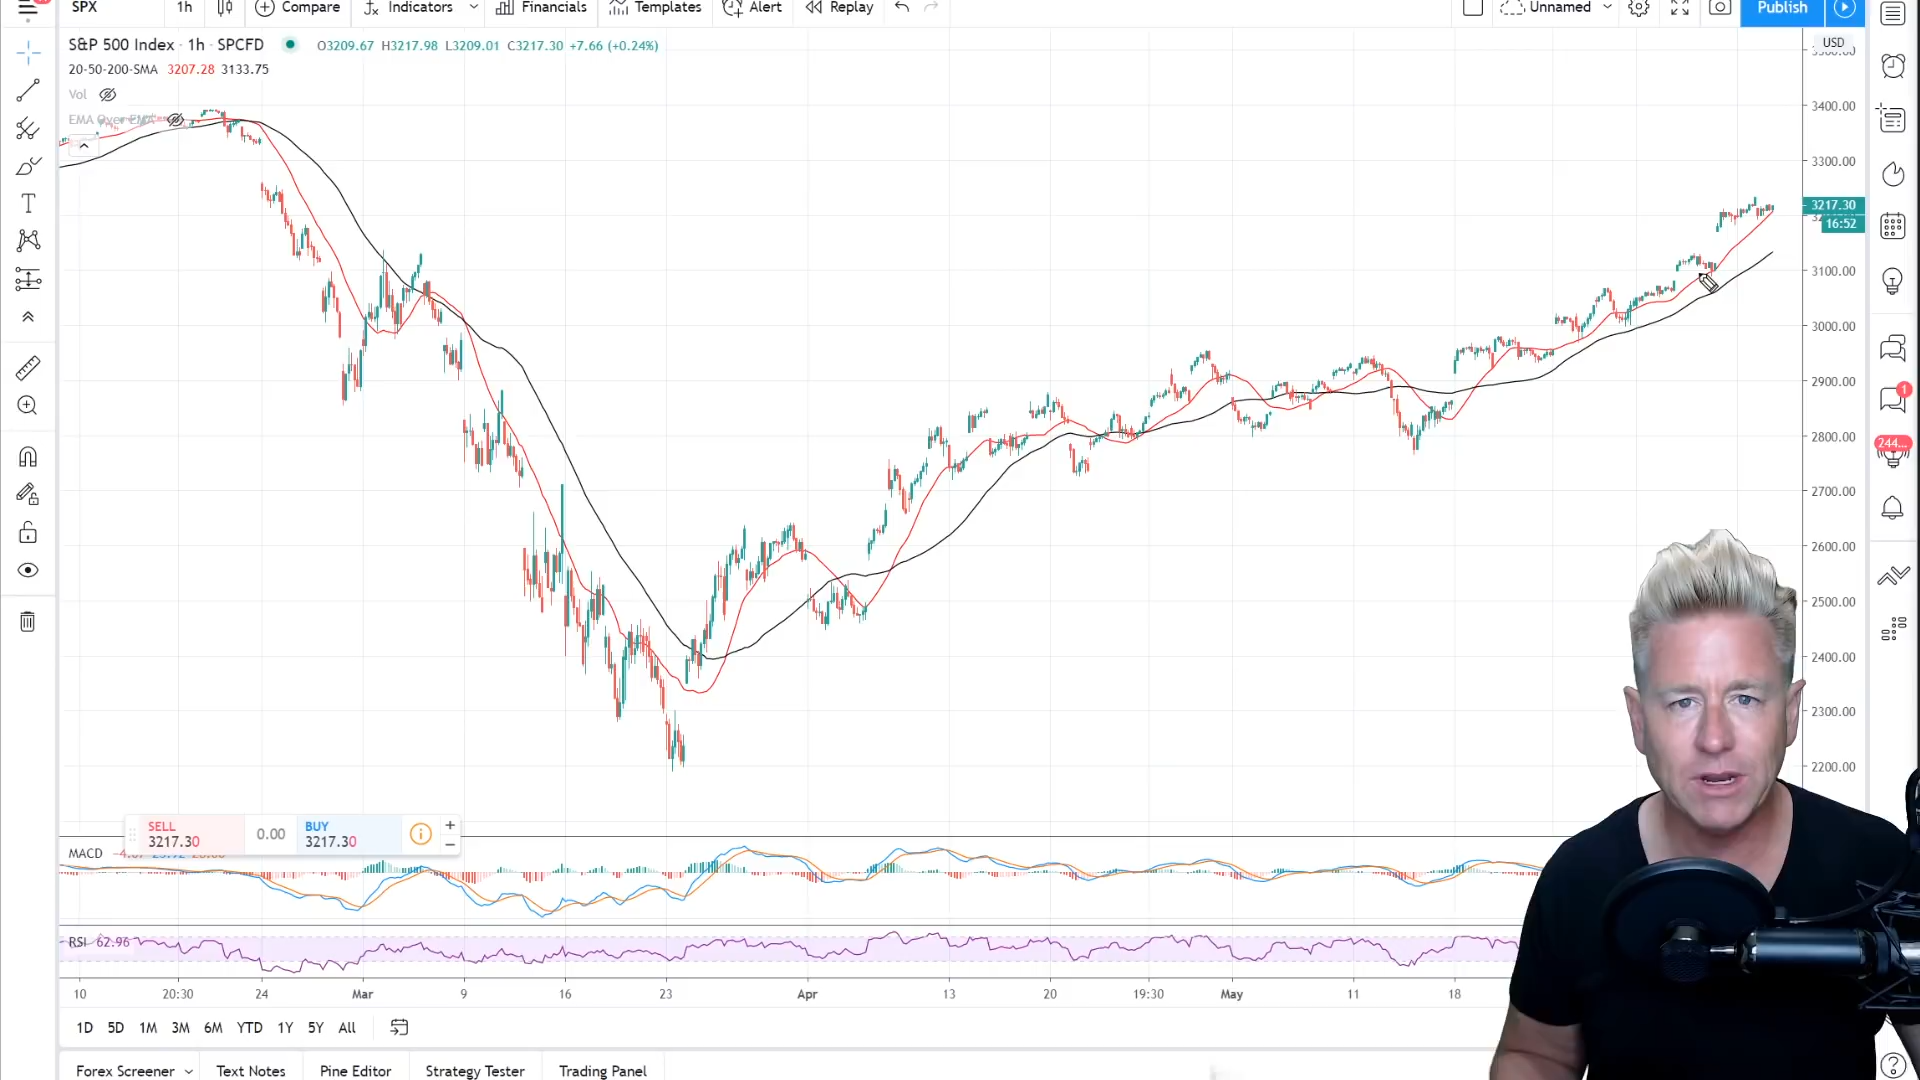 SPX 1h Compare Indicators Financials Templates Alert Replay Unnamed Publish
S&P 500 Index · 1h · SPCFD O3209.67 H3217.98 L3209.01 C3217.30 +7.66 (+0.24%)
USD
20-50-200-SMA 3207.28 3133.75
Vol
EMA Over EMA
3400.00
3300.00
3217.30
16:52
3100.00
3000.00
2900.00
1
2800.00
244...
2700.00
2600.00
2500.00
2400.00
2300.00
2200.00
SELL
3217.30
0.00
BUY
3217.30
MACD
RSI 62.96
10 20:30 24 Mar 9 16 23 Apr 13 20 19:30 May 11 18
1D 5D 1M 3M 6M YTD 1Y 5Y All
Forex Screener Text Notes Pine Editor Strategy Tester Trading Panel